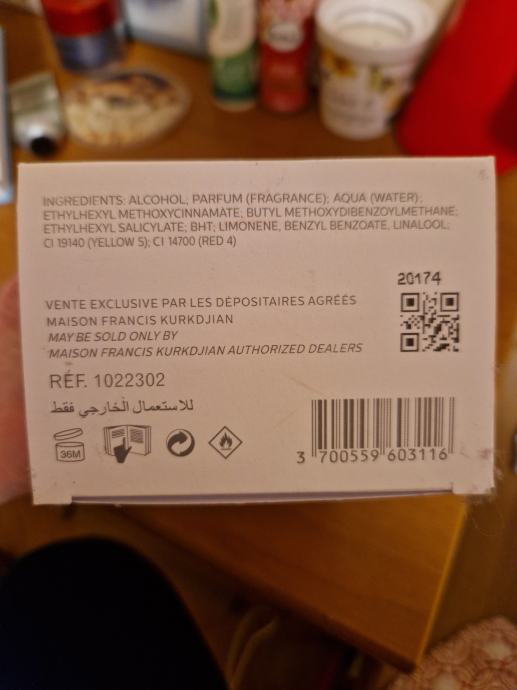 INGREDIENTS: ALCOHOL; PARFUM (FRAGRANCE); AQUA (WATER);
ETHYLHEXYL METHOXYCINNAMATE; BUTYL METHOXYDIBENZOYLMETHANE;
ETHYLHEXYL SALICYLATE; BHT; LIMONENE, BENZYL BENZOATE, LINALOOL;
CI 19140 (YELLOW 5); CI 14700 (RED 4)
20174
VENTE EXCLUSIVE PAR LES DÉPOSITAIRES AGRÉÉS
MAISON FRANCIS KURKDJIAN
MAY BE SOLD ONLY BY
MAISON FRANCIS KURKDJIAN AUTHORIZED DEALERS
RÉF. 1022302
للاستعمال الخارجي فقط
36M
3 700559 603116